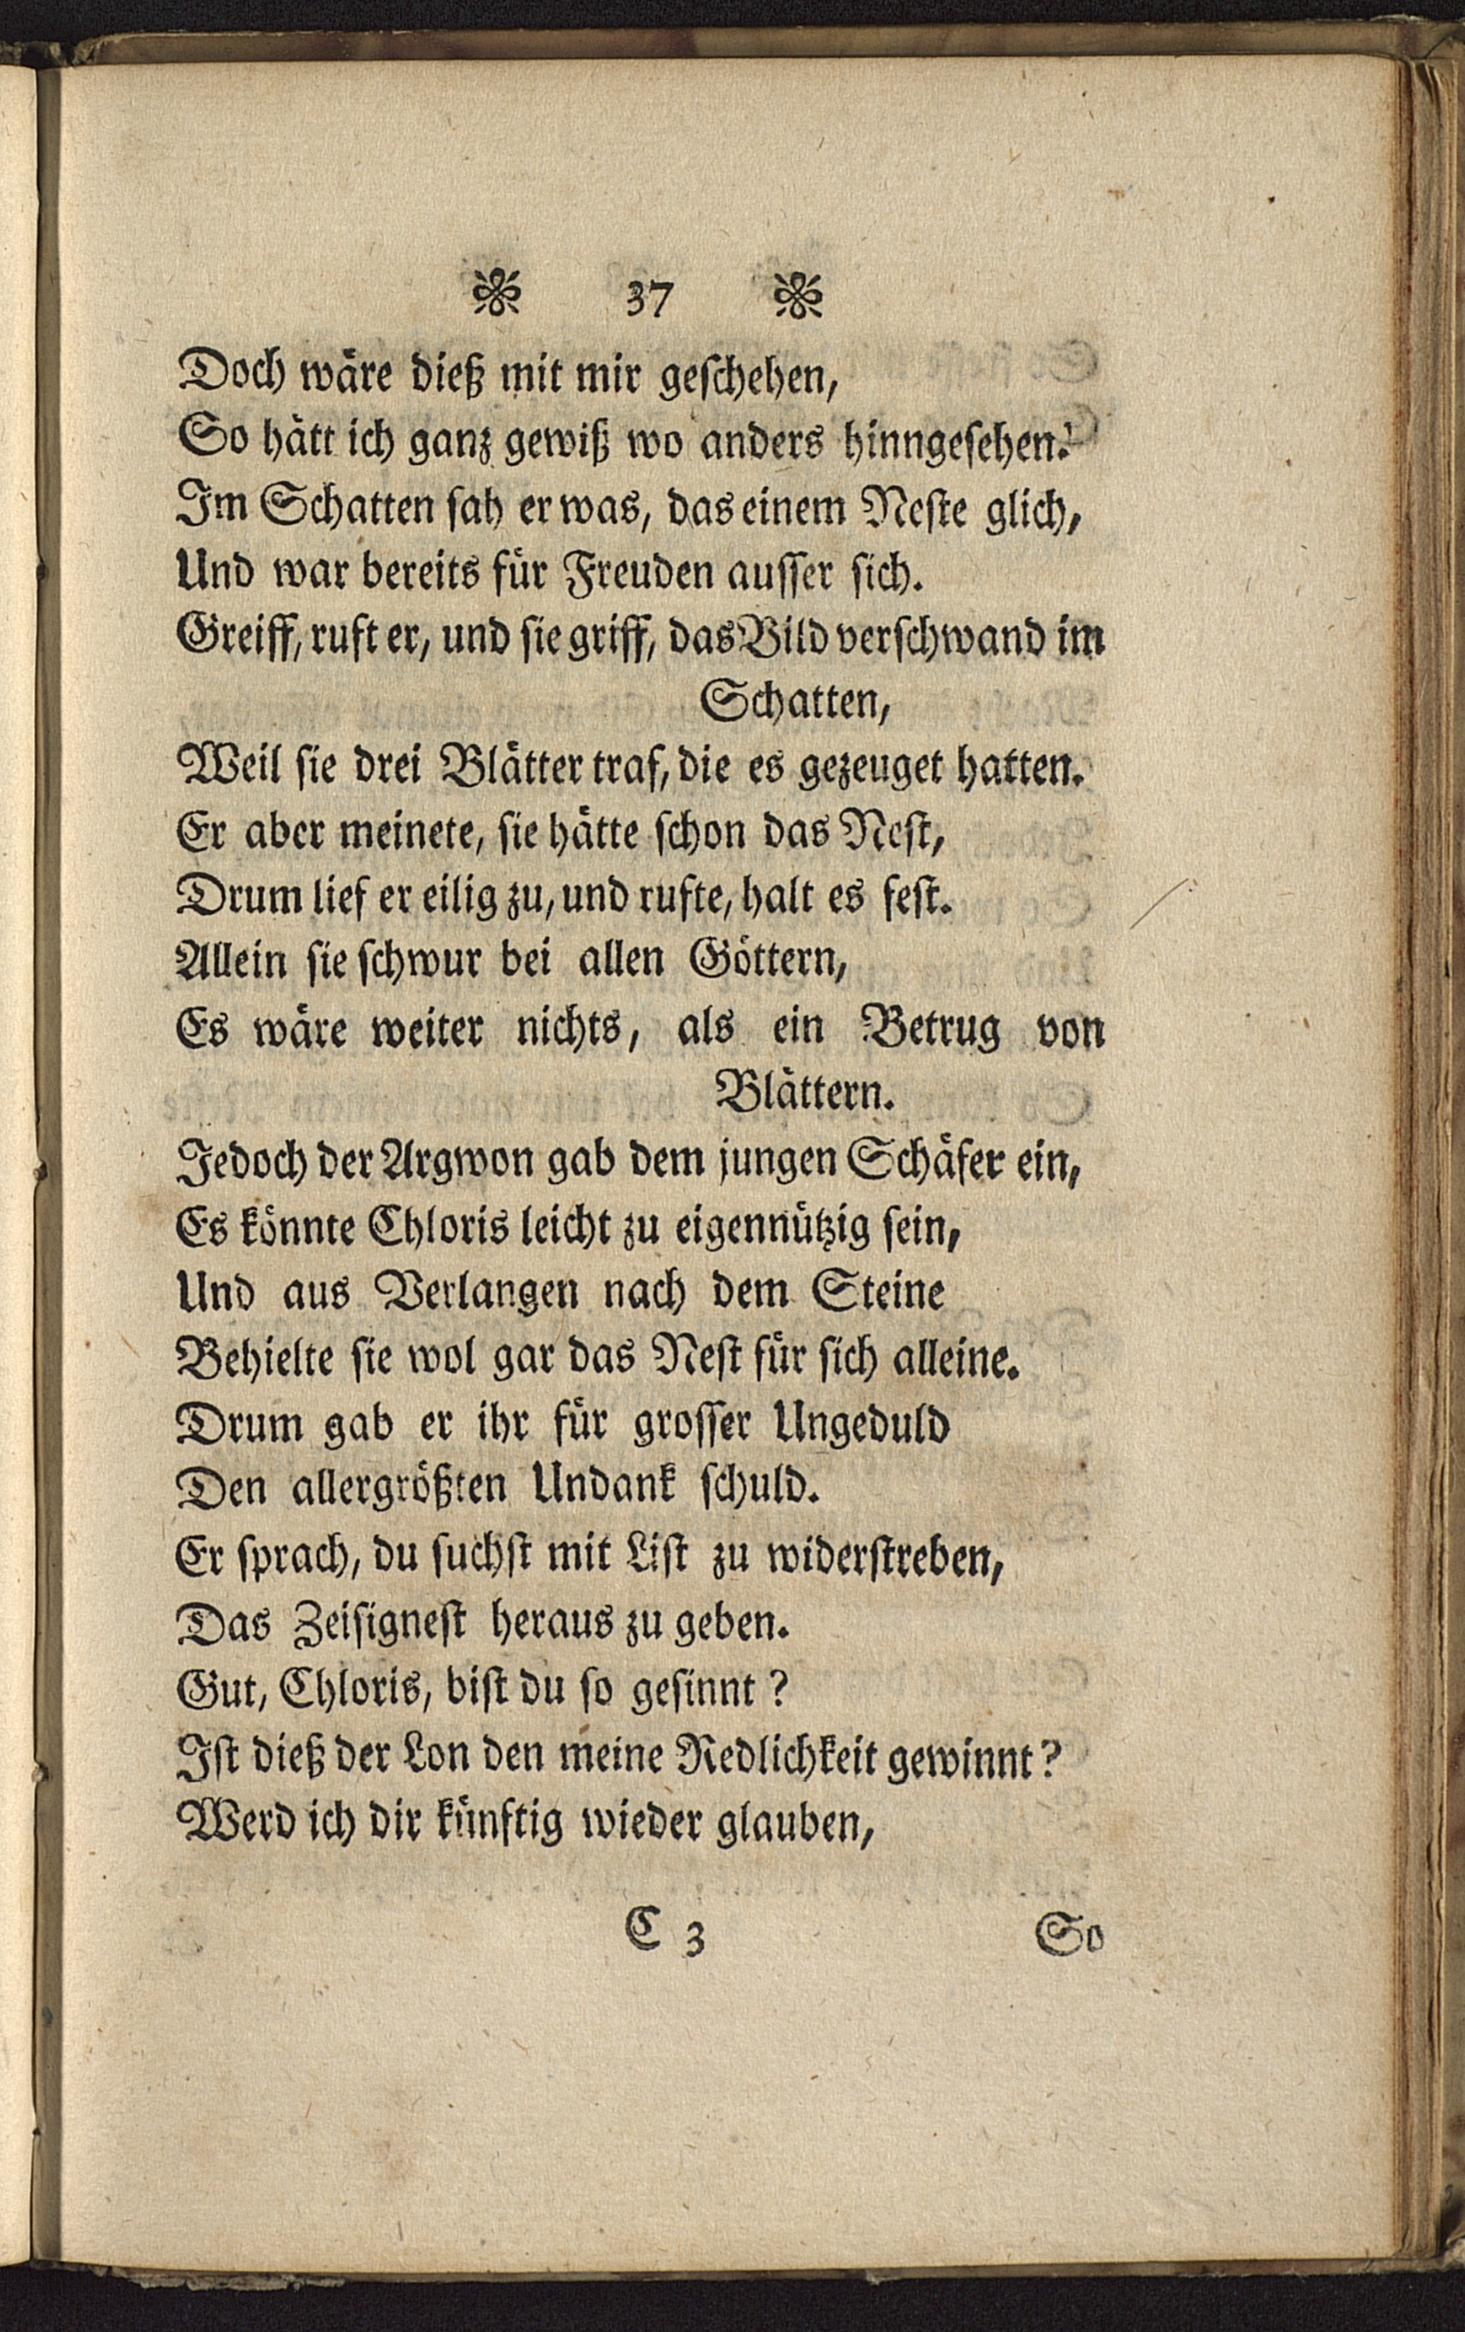 ❃ 37 ❃
Doch wäre dieß mit mir geſchehen,
So hätt ich ganz gewiß wo anders hinngeſehen.
Im Schatten ſah er was, das einem Neſte glich,
Und war bereits für Freuden auſſer ſich.
Greiff, ruft er, und ſie griff, das Bild verſchwand im
Schatten,
Weil ſie drei Blätter traf, die es gezeuget hatten.
Er aber meinete, ſie hätte ſchon das Neſt,
Drum lief er eilig zu, und rufte, halt es feſt.
Allein ſie ſchwur bei allen Göttern,
Es wäre weiter nichts, als ein Betrug von
Blättern.
Jedoch der Argwon gab dem jungen Schäfer ein,
Es könnte Chloris leicht zu eigennützig ſein,
Und aus Verlangen nach dem Steine
Behielte ſie wol gar das Neſt für ſich alleine.
Drum gab er ihr für groſſer Ungeduld
Den allergrößten Undank ſchuld.
Er ſprach, du ſuchſt mit Liſt zu widerſtreben,
Das Zeiſigneſt heraus zu geben.
Gut, Chloris, biſt du ſo geſinnt?
Iſt dieß der Lon den meine Redlichkeit gewinnt?
Werd ich dir künftig wieder glauben,
C 3 So